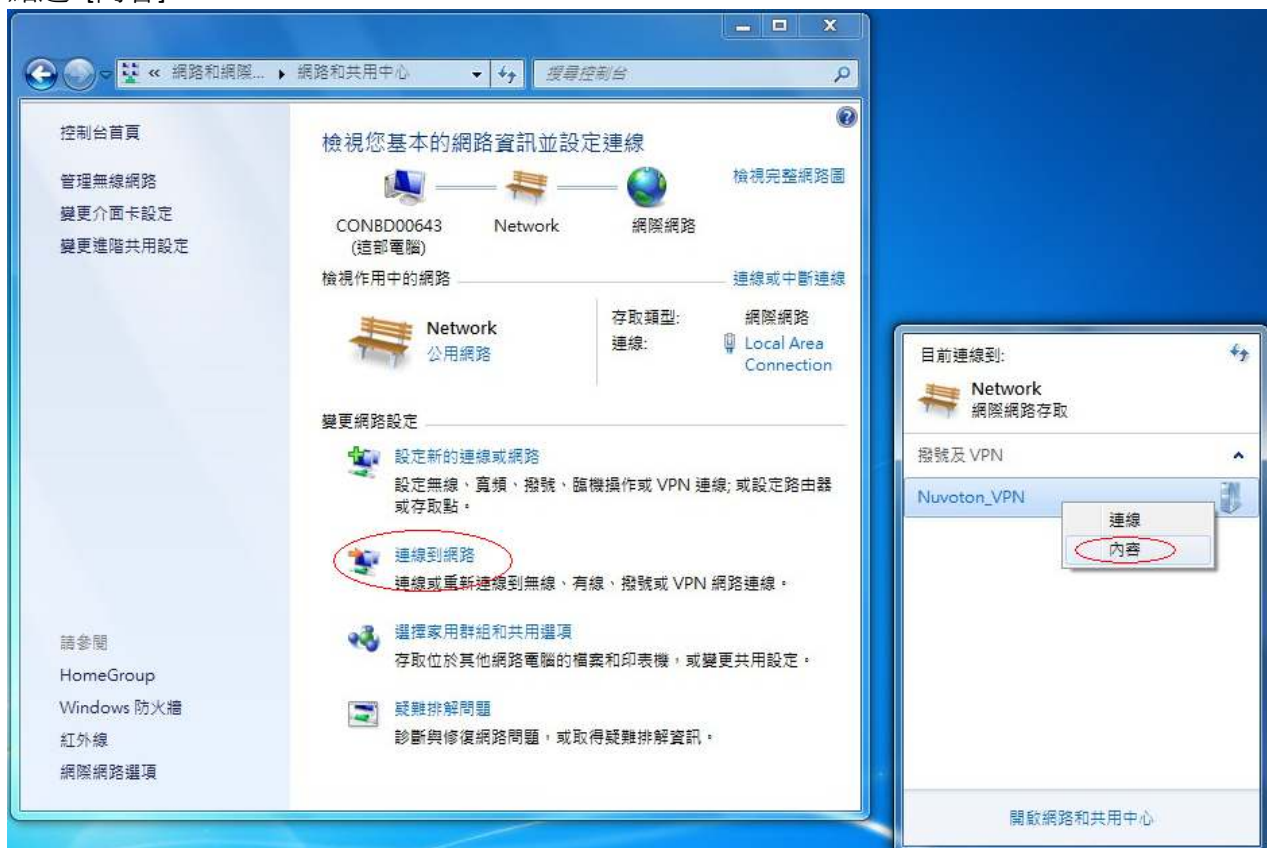 點選 [內容]
« 網路和網際... ▸ 網路和共用中心
搜尋控制台
控制台首頁
管理無線網路
變更介面卡設定
變更進階共用設定
請參閱
HomeGroup
Windows 防火牆
紅外線
網際網路選項
檢視您基本的網路資訊並設定連線
檢視完整網路圖
CONBD00643
(這部電腦)
Network
網際網路
檢視作用中的網路
連線或中斷連線
Network
公用網路
存取類型: 網際網路
連線: Local Area
Connection
變更網路設定
設定新的連線或網路
設定無線、寬頻、撥號、臨機操作或 VPN 連線; 或設定路由器
或存取點。
連線到網路
連線或重新連線到無線、有線、撥號或 VPN 網路連線。
選擇家用群組和共用選項
存取位於其他網路電腦的檔案和印表機，或變更共用設定。
疑難排解問題
診斷與修復網路問題，或取得疑難排解資訊。
目前連線到:
Network
網際網路存取
撥號及 VPN
Nuvoton_VPN
連線
內容
開啟網路和共用中心